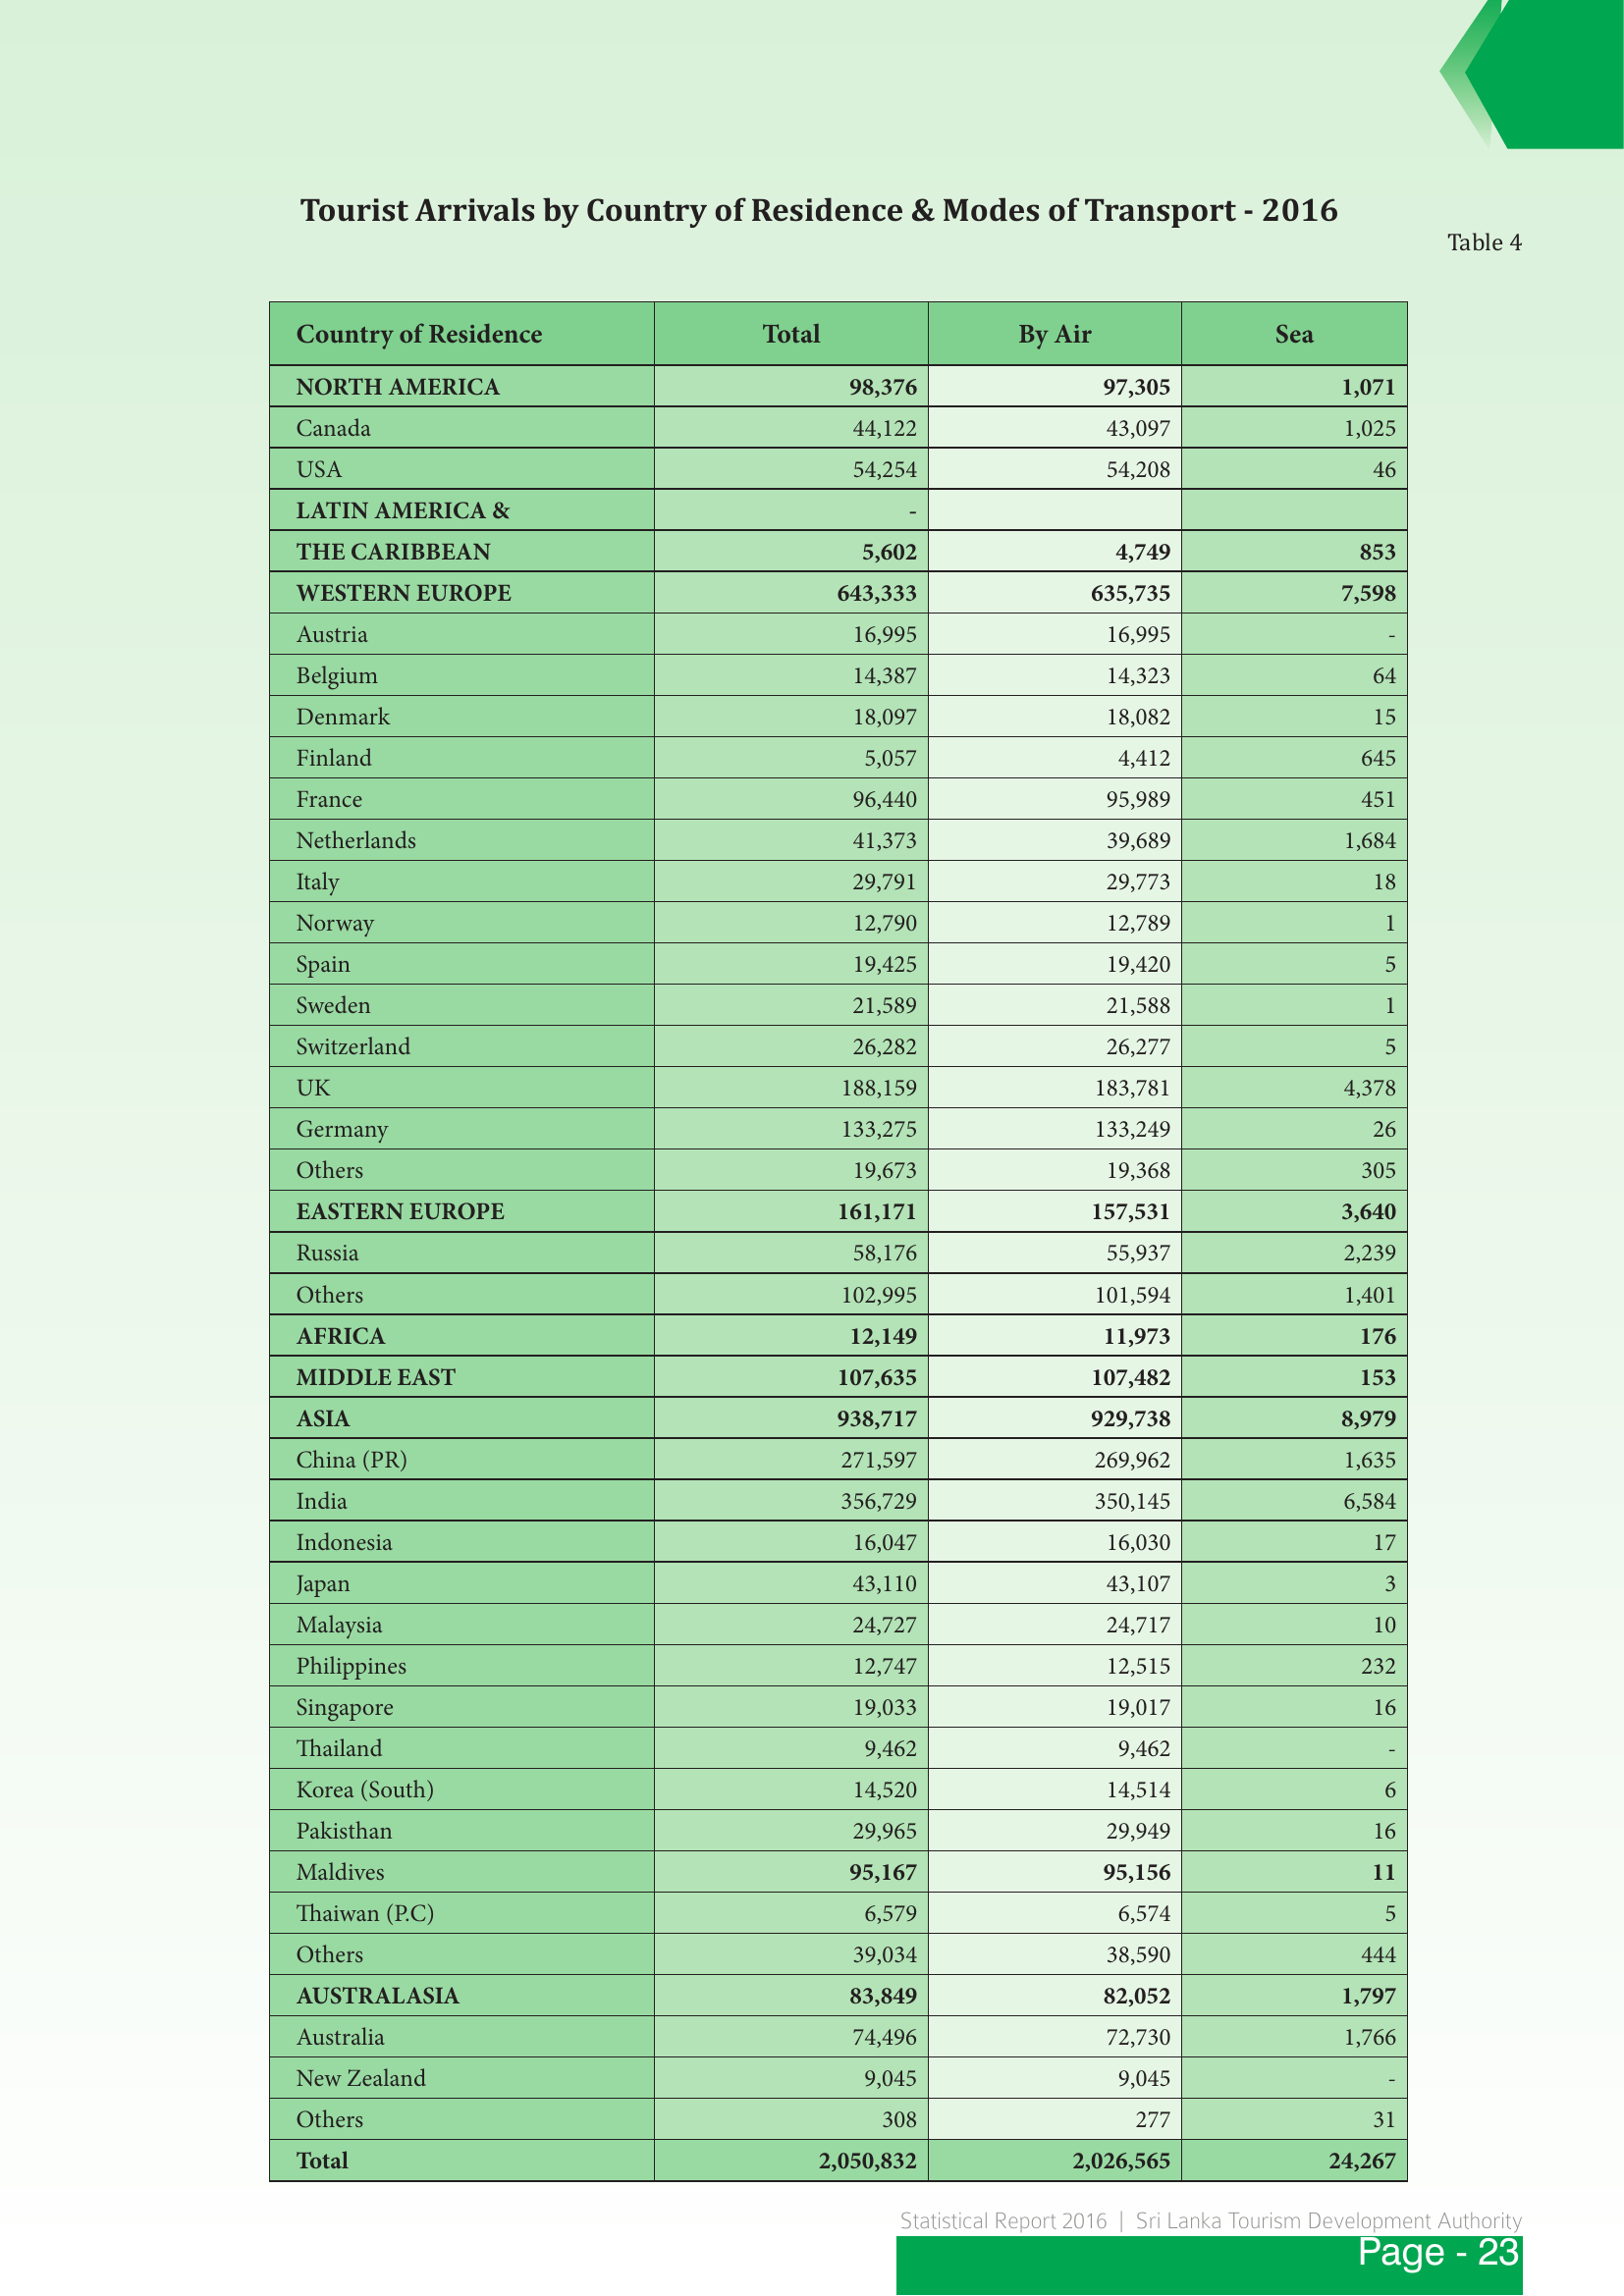 Tourist Arrivals by Country of Residence & Modes of Transport - 2016
Table 4
Country of Residence Total By Air Sea
NORTH AMERICA 98,376 97,305 1,071
Canada 44,122 43,097 1,025
USA 54,254 54,208 46
LATIN AMERICA & -
THE CARIBBEAN 5,602 4,749 853
WESTERN EUROPE 643,333 635,735 7,598
Austria 16,995 16,995 -
Belgium 14,387 14,323 64
Denmark 18,097 18,082 15
Finland 5,057 4,412 645
France 96,440 95,989 451
Netherlands 41,373 39,689 1,684
Italy 29,791 29,773 18
Norway 12,790 12,789 1
Spain 19,425 19,420 5
Sweden 21,589 21,588 1
Switzerland 26,282 26,277 5
UK 188,159 183,781 4,378
Germany 133,275 133,249 26
Others 19,673 19,368 305
EASTERN EUROPE 161,171 157,531 3,640
Russia 58,176 55,937 2,239
Others 102,995 101,594 1,401
AFRICA 12,149 11,973 176
MIDDLE EAST 107,635 107,482 153
ASIA 938,717 929,738 8,979
China (PR) 271,597 269,962 1,635
India 356,729 350,145 6,584
Indonesia 16,047 16,030 17
Japan 43,110 43,107 3
Malaysia 24,727 24,717 10
Philippines 12,747 12,515 232
Singapore 19,033 19,017 16
Thailand 9,462 9,462 -
Korea (South) 14,520 14,514 6
Pakisthan 29,965 29,949 16
Maldives 95,167 95,156 11
Thaiwan (P.C) 6,579 6,574 5
Others 39,034 38,590 444
AUSTRALASIA 83,849 82,052 1,797
Australia 74,496 72,730 1,766
New Zealand 9,045 9,045 -
Others 308 277 31
Total 2,050,832 2,026,565 24,267
Statistical Report 2016 | Sri Lanka Tourism Development Authority
Page - 23